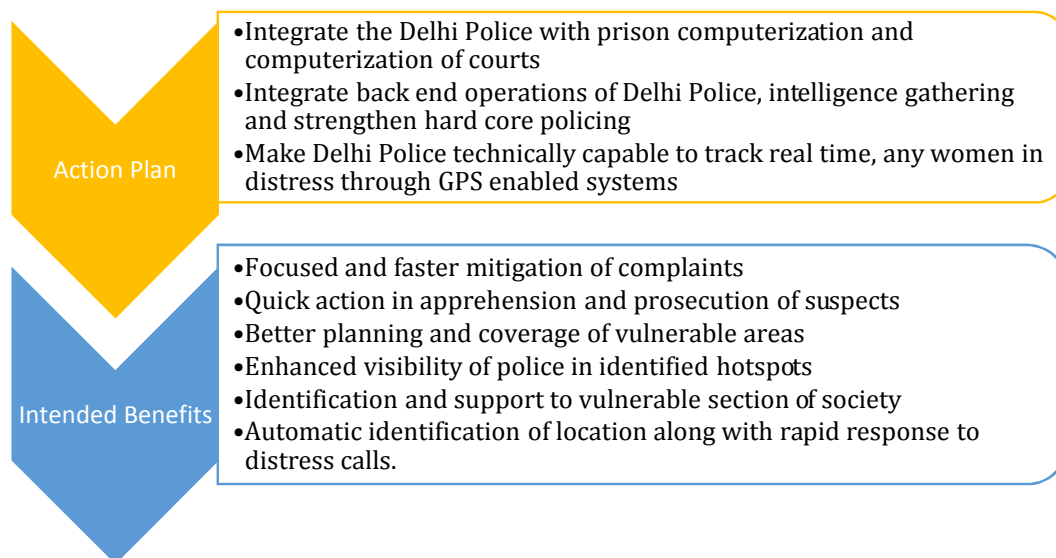 Action Plan
•Integrate the Delhi Police with prison computerization and
computerization of courts
•Integrate back end operations of Delhi Police, intelligence gathering
and strengthen hard core policing
•Make Delhi Police technically capable to track real time, any women in
distress through GPS enabled systems
Intended Benefits
•Focused and faster mitigation of complaints
•Quick action in apprehension and prosecution of suspects
•Better planning and coverage of vulnerable areas
•Enhanced visibility of police in identified hotspots
•Identification and support to vulnerable section of society
•Automatic identification of location along with rapid response to
distress calls.